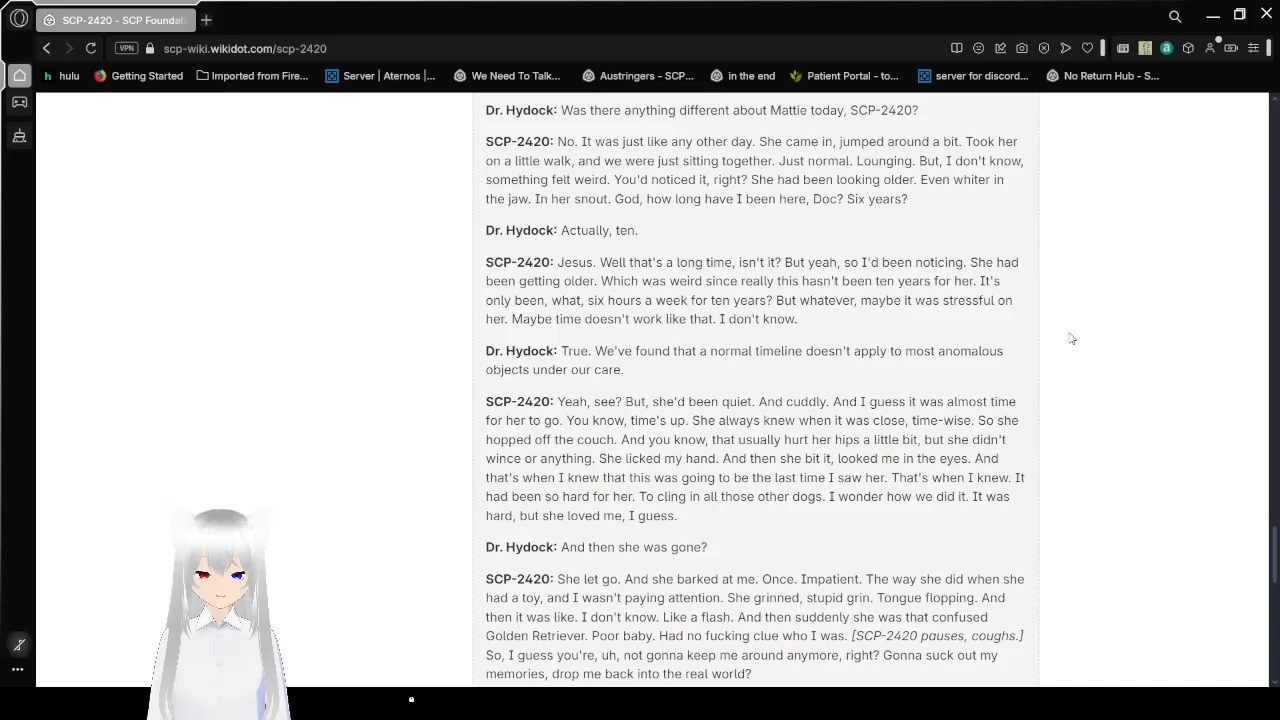 SCP-2420 - SCP Foundati
scp-wiki.wikidot.com/scp-2420
VPN
hulu
Getting Started
Imported from Fire...
Server | Aternos |...
We Need To Talk...
Austringers - SCP...
in the end
Patient Portal - to...
server for discord...
No Return Hub - S...
Dr. Hydock: Was there anything different about Mattie today, SCP-2420?
SCP-2420: No. It was just like any other day. She came in, jumped around a bit. Took her
on a little walk, and we were just sitting together. Just normal. Lounging. But, I don't know,
something felt weird. You'd noticed it, right? She had been looking older. Even whiter in
the jaw. In her snout. God, how long have I been here, Doc? Six years?
Dr. Hydock: Actually, ten.
SCP-2420: Jesus. Well that's a long time, isn't it? But yeah, so I'd been noticing. She had
been getting older. Which was weird since really this hasn't been ten years for her. It's
only been, what, six hours a week for ten years? But whatever, maybe it was stressful on
her. Maybe time doesn't work like that. I don't know.
Dr. Hydock: True. We've found that a normal timeline doesn't apply to most anomalous
objects under our care.
SCP-2420: Yeah, see? But, she'd been quiet. And cuddly. And I guess it was almost time
for her to go. You know, time's up. She always knew when it was close, time-wise. So she
hopped off the couch. And you know, that usually hurt her hips a little bit, but she didn't
wince or anything. She licked my hand. And then she bit it, looked me in the eyes. And
that's when I knew that this was going to be the last time I saw her. That's when I knew. It
had been so hard for her. To cling in all those other dogs. I wonder how we did it. It was
hard, but she loved me, I guess.
Dr. Hydock: And then she was gone?
SCP-2420: She let go. And she barked at me. Once. Impatient. The way she did when she
had a toy, and I wasn't paying attention. She grinned, stupid grin. Tongue flopping. And
then it was like. I don't know. Like a flash. And then suddenly she was that confused
Golden Retriever. Poor baby. Had no fucking clue who I was. [SCP-2420 pauses, coughs.]
So, I guess you're, uh, not gonna keep me around anymore, right? Gonna suck out my
memories, drop me back into the real world?